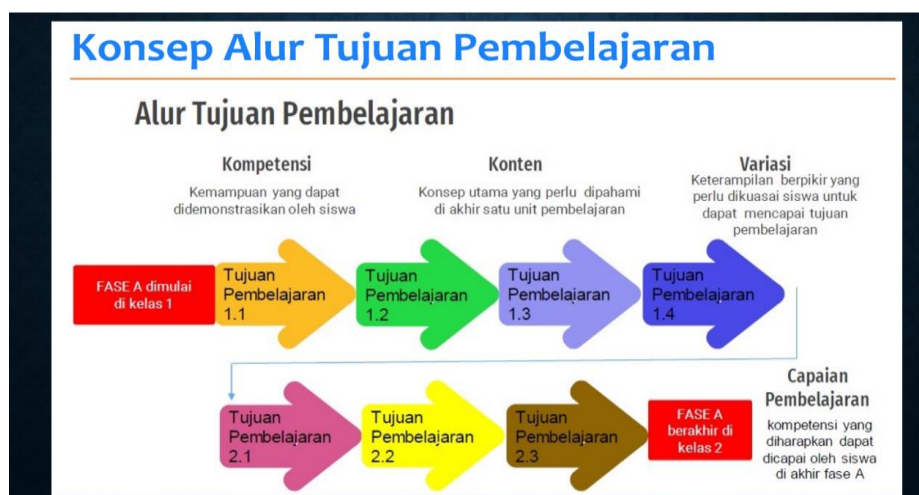 Konsep Alur Tujuan Pembelajaran
Alur Tujuan Pembelajaran
Kompetensi
Kemampuan yang dapat
didemonstrasikan oleh siswa
Konten
Konsep utama yang perlu dipahami
di akhir satu unit pembelajaran
Variasi
Keterampilan berpikir yang
perlu dikuasai siswa untuk
dapat mencapai tujuan
pembelajaran
FASE A dimulai
di kelas 1
Tujuan
Pembelajaran
1.1
Tujuan
Pembelajaran
1.2
Tujuan
Pembelajaran
1.3
Tujuan
Pembelajaran
1.4
Tujuan
Pembelajaran
2.1
Tujuan
Pembelajaran
2.2
Tujuan
Pembelajaran
2.3
FASE A
berakhir di
kelas 2
Capaian
Pembelajaran
kompetensi yang
diharapkan dapat
dicapai oleh siswa
di akhir fase A